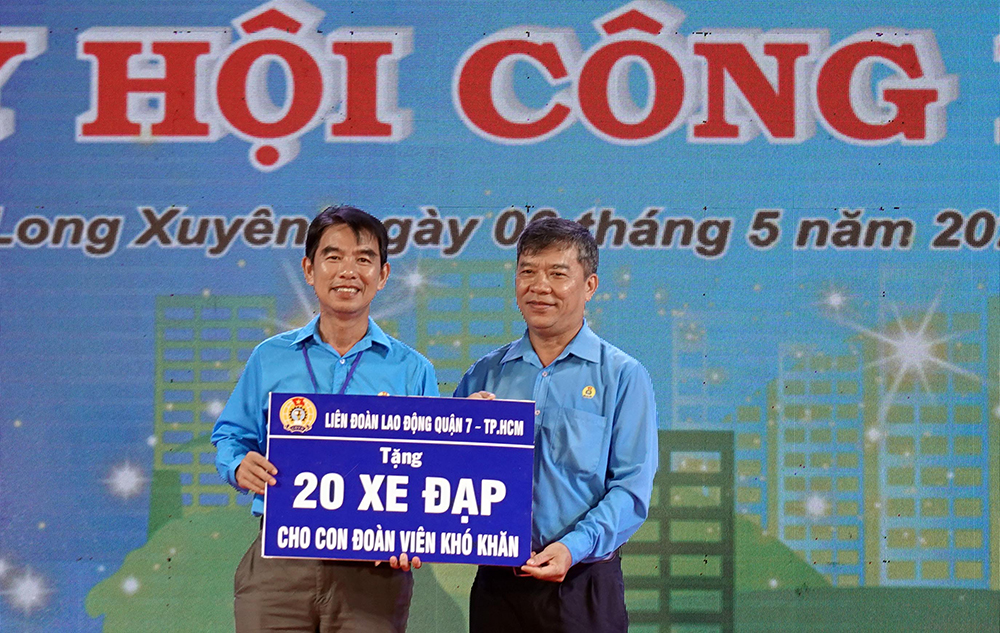 HỘI CÔNG
Long Xuyên, ngày 06 tháng 5 năm 20
LIÊN ĐOÀN LAO ĐỘNG QUẬN 7 - TP.HCM
Tặng
20 XE ĐẠP
CHO CON ĐOÀN VIÊN KHÓ KHĂN